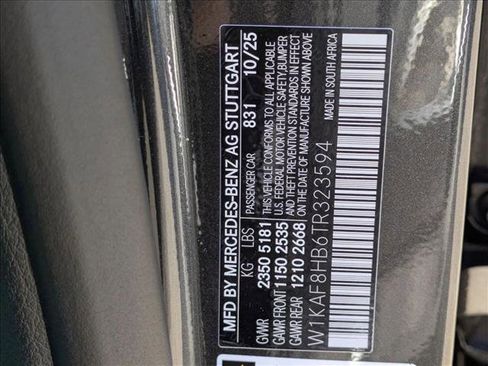 MFD BY MERCEDES-BENZ AG STUTTGART
PASSENGER CAR 831 10/25
KG LBS
GVWR 2350 5181
GAWR FRONT 1150 2535
GAWR REAR 1210 2668
THIS VEHICLE CONFORMS TO ALL APPLICABLE
U.S. FEDERAL MOTOR VEHICLE SAFETY, BUMPER
AND THEFT PREVENTION STANDARDS IN EFFECT
ON THE DATE OF MANUFACTURE SHOWN ABOVE
W1KAF8HB6TR323594
MADE IN SOUTH AFRICA